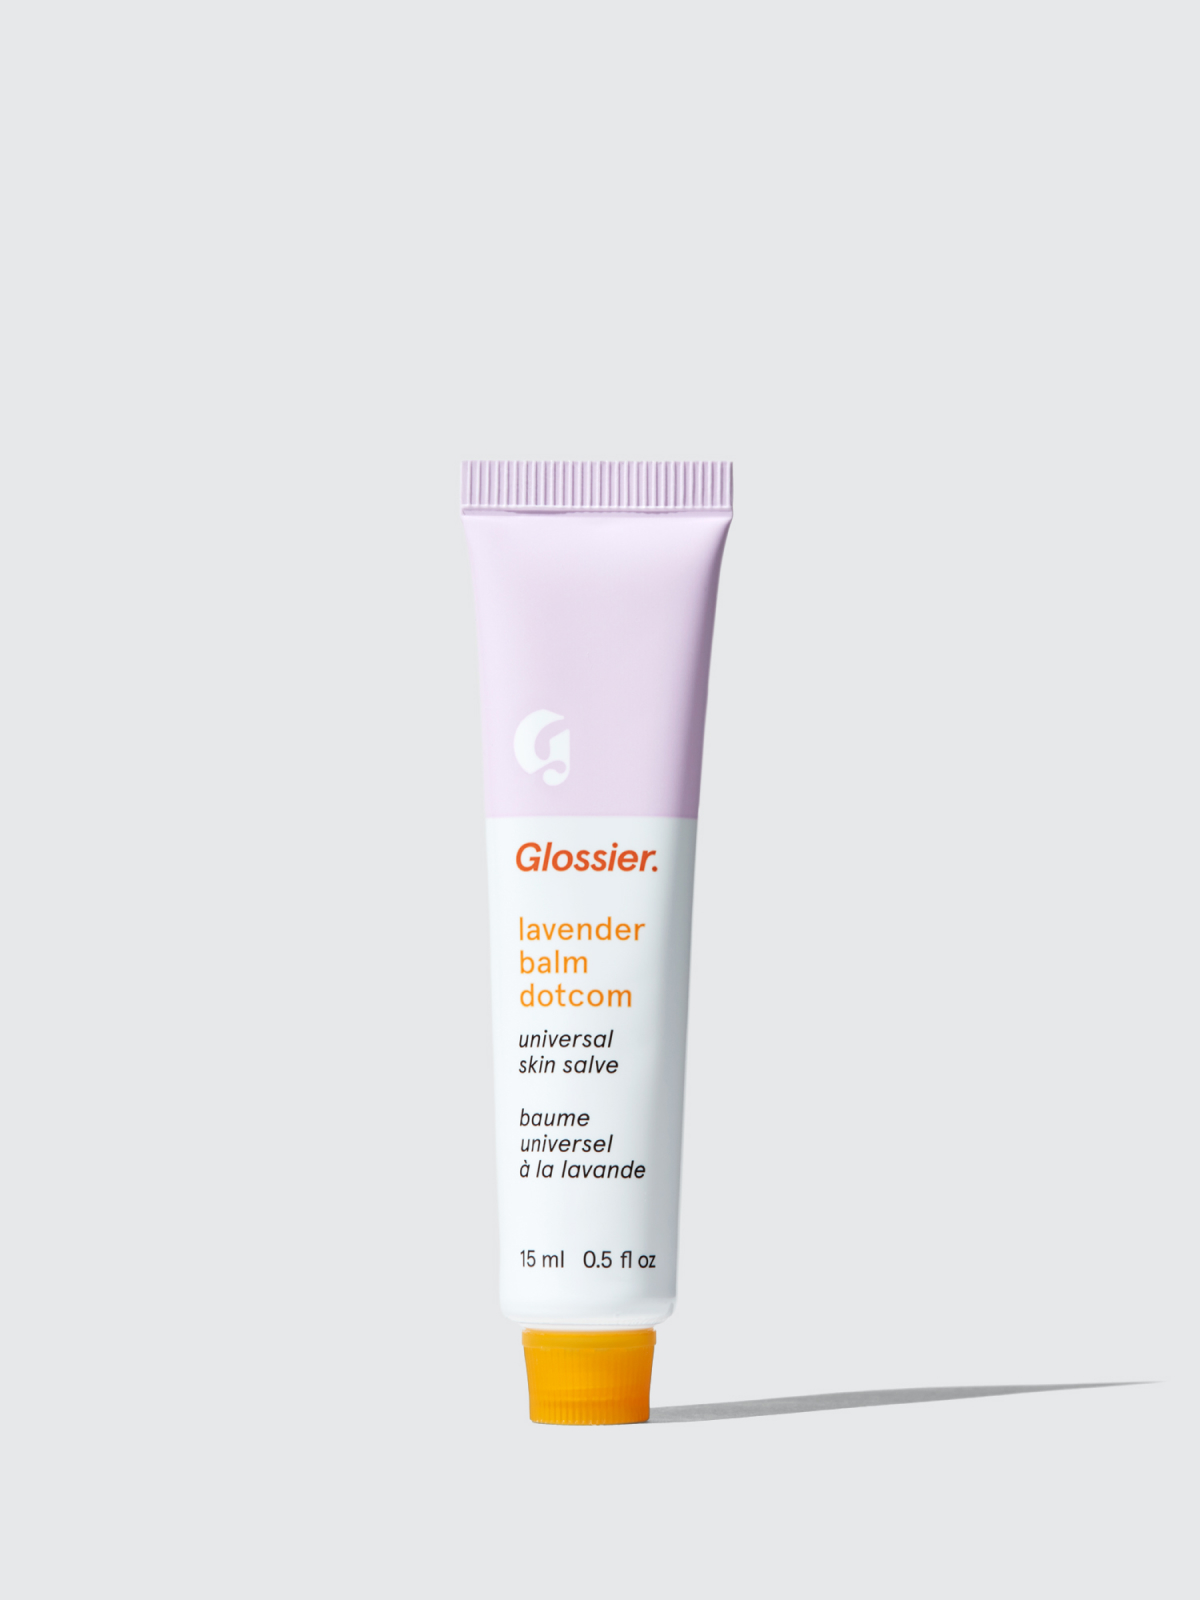 G
Glossier.
lavender
balm
dotcom
universal
skin salve
baume
universel
à la lavande
15 ml 0.5 fl oz